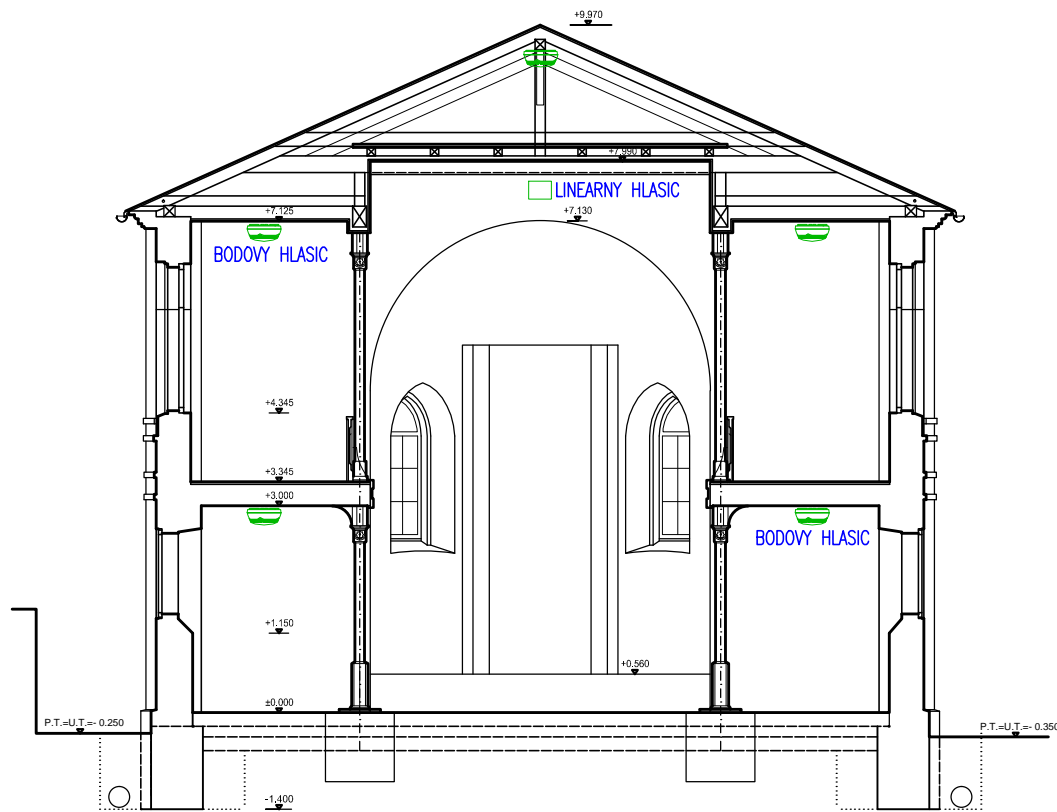 +9.970
+7.990
LINEARNY HLASIC
+7.125
+7.130
BODOVY HLASIC
+4.345
+3.345
+3.000
BODOVY HLASIC
+1.150
+0.560
±0.000
P.T.=U.T.=- 0.250
P.T.=U.T.=- 0.350
-1,400